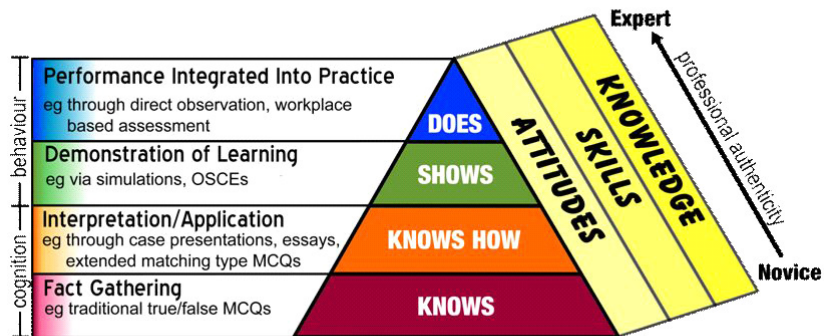 Expert
professional authenticity
Novice
behaviour
cognition
Performance Integrated Into Practice
eg through direct observation, workplace
based assessment
DOES
Demonstration of Learning
eg via simulations, OSCEs
SHOWS
Interpretation/Application
eg through case presentations, essays,
extended matching type MCQs
KNOWS HOW
Fact Gathering
eg traditional true/false MCQs
KNOWS
ATTITUDES
SKILLS
KNOWLEDGE